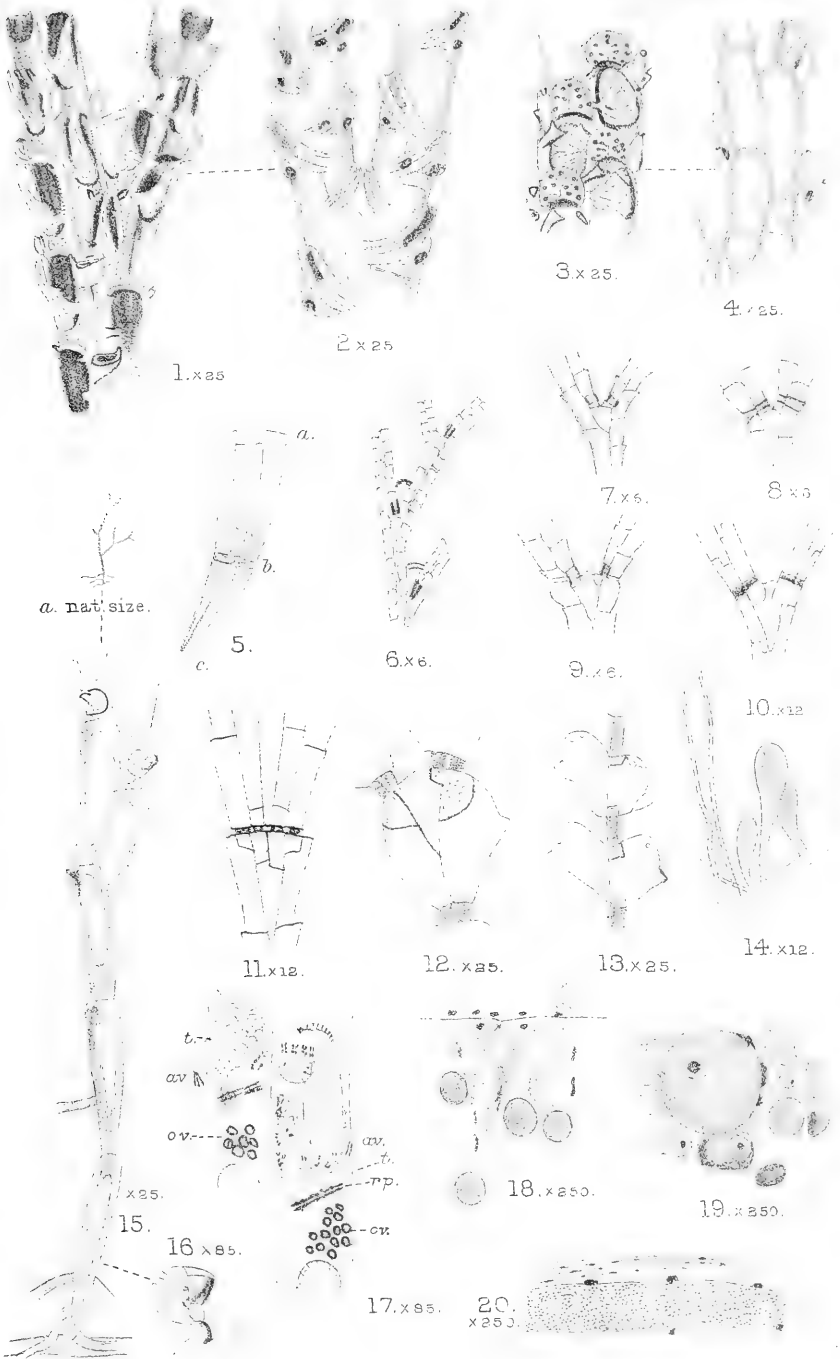 1. x25
2 x 25
3. x 25.
4. x 25.
a.
b.
c.
5.
6. x 6.
7. x 6.
8 x 6
a. nat. size.
9. x 6.
10. x 12
11. x 12.
12. x 25.
13. x 25.
14. x 12.
t.
av
ov.
av.
t.
rp.
ov.
x 25.
15.
16 x 85.
17. x 85.
18. x 250.
19. x 250.
20.
x 250.